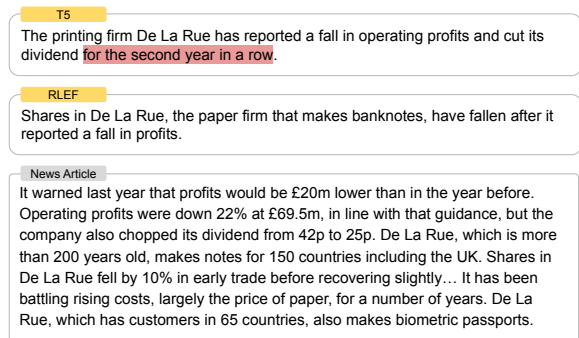 T5
The printing firm De La Rue has reported a fall in operating profits and cut its
dividend for the second year in a row.
RLEF
Shares in De La Rue, the paper firm that makes banknotes, have fallen after it
reported a fall in profits.
News Article
It warned last year that profits would be £20m lower than in the year before.
Operating profits were down 22% at £69.5m, in line with that guidance, but the
company also chopped its dividend from 42p to 25p. De La Rue, which is more
than 200 years old, makes notes for 150 countries including the UK. Shares in
De La Rue fell by 10% in early trade before recovering slightly… It has been
battling rising costs, largely the price of paper, for a number of years. De La
Rue, which has customers in 65 countries, also makes biometric passports.